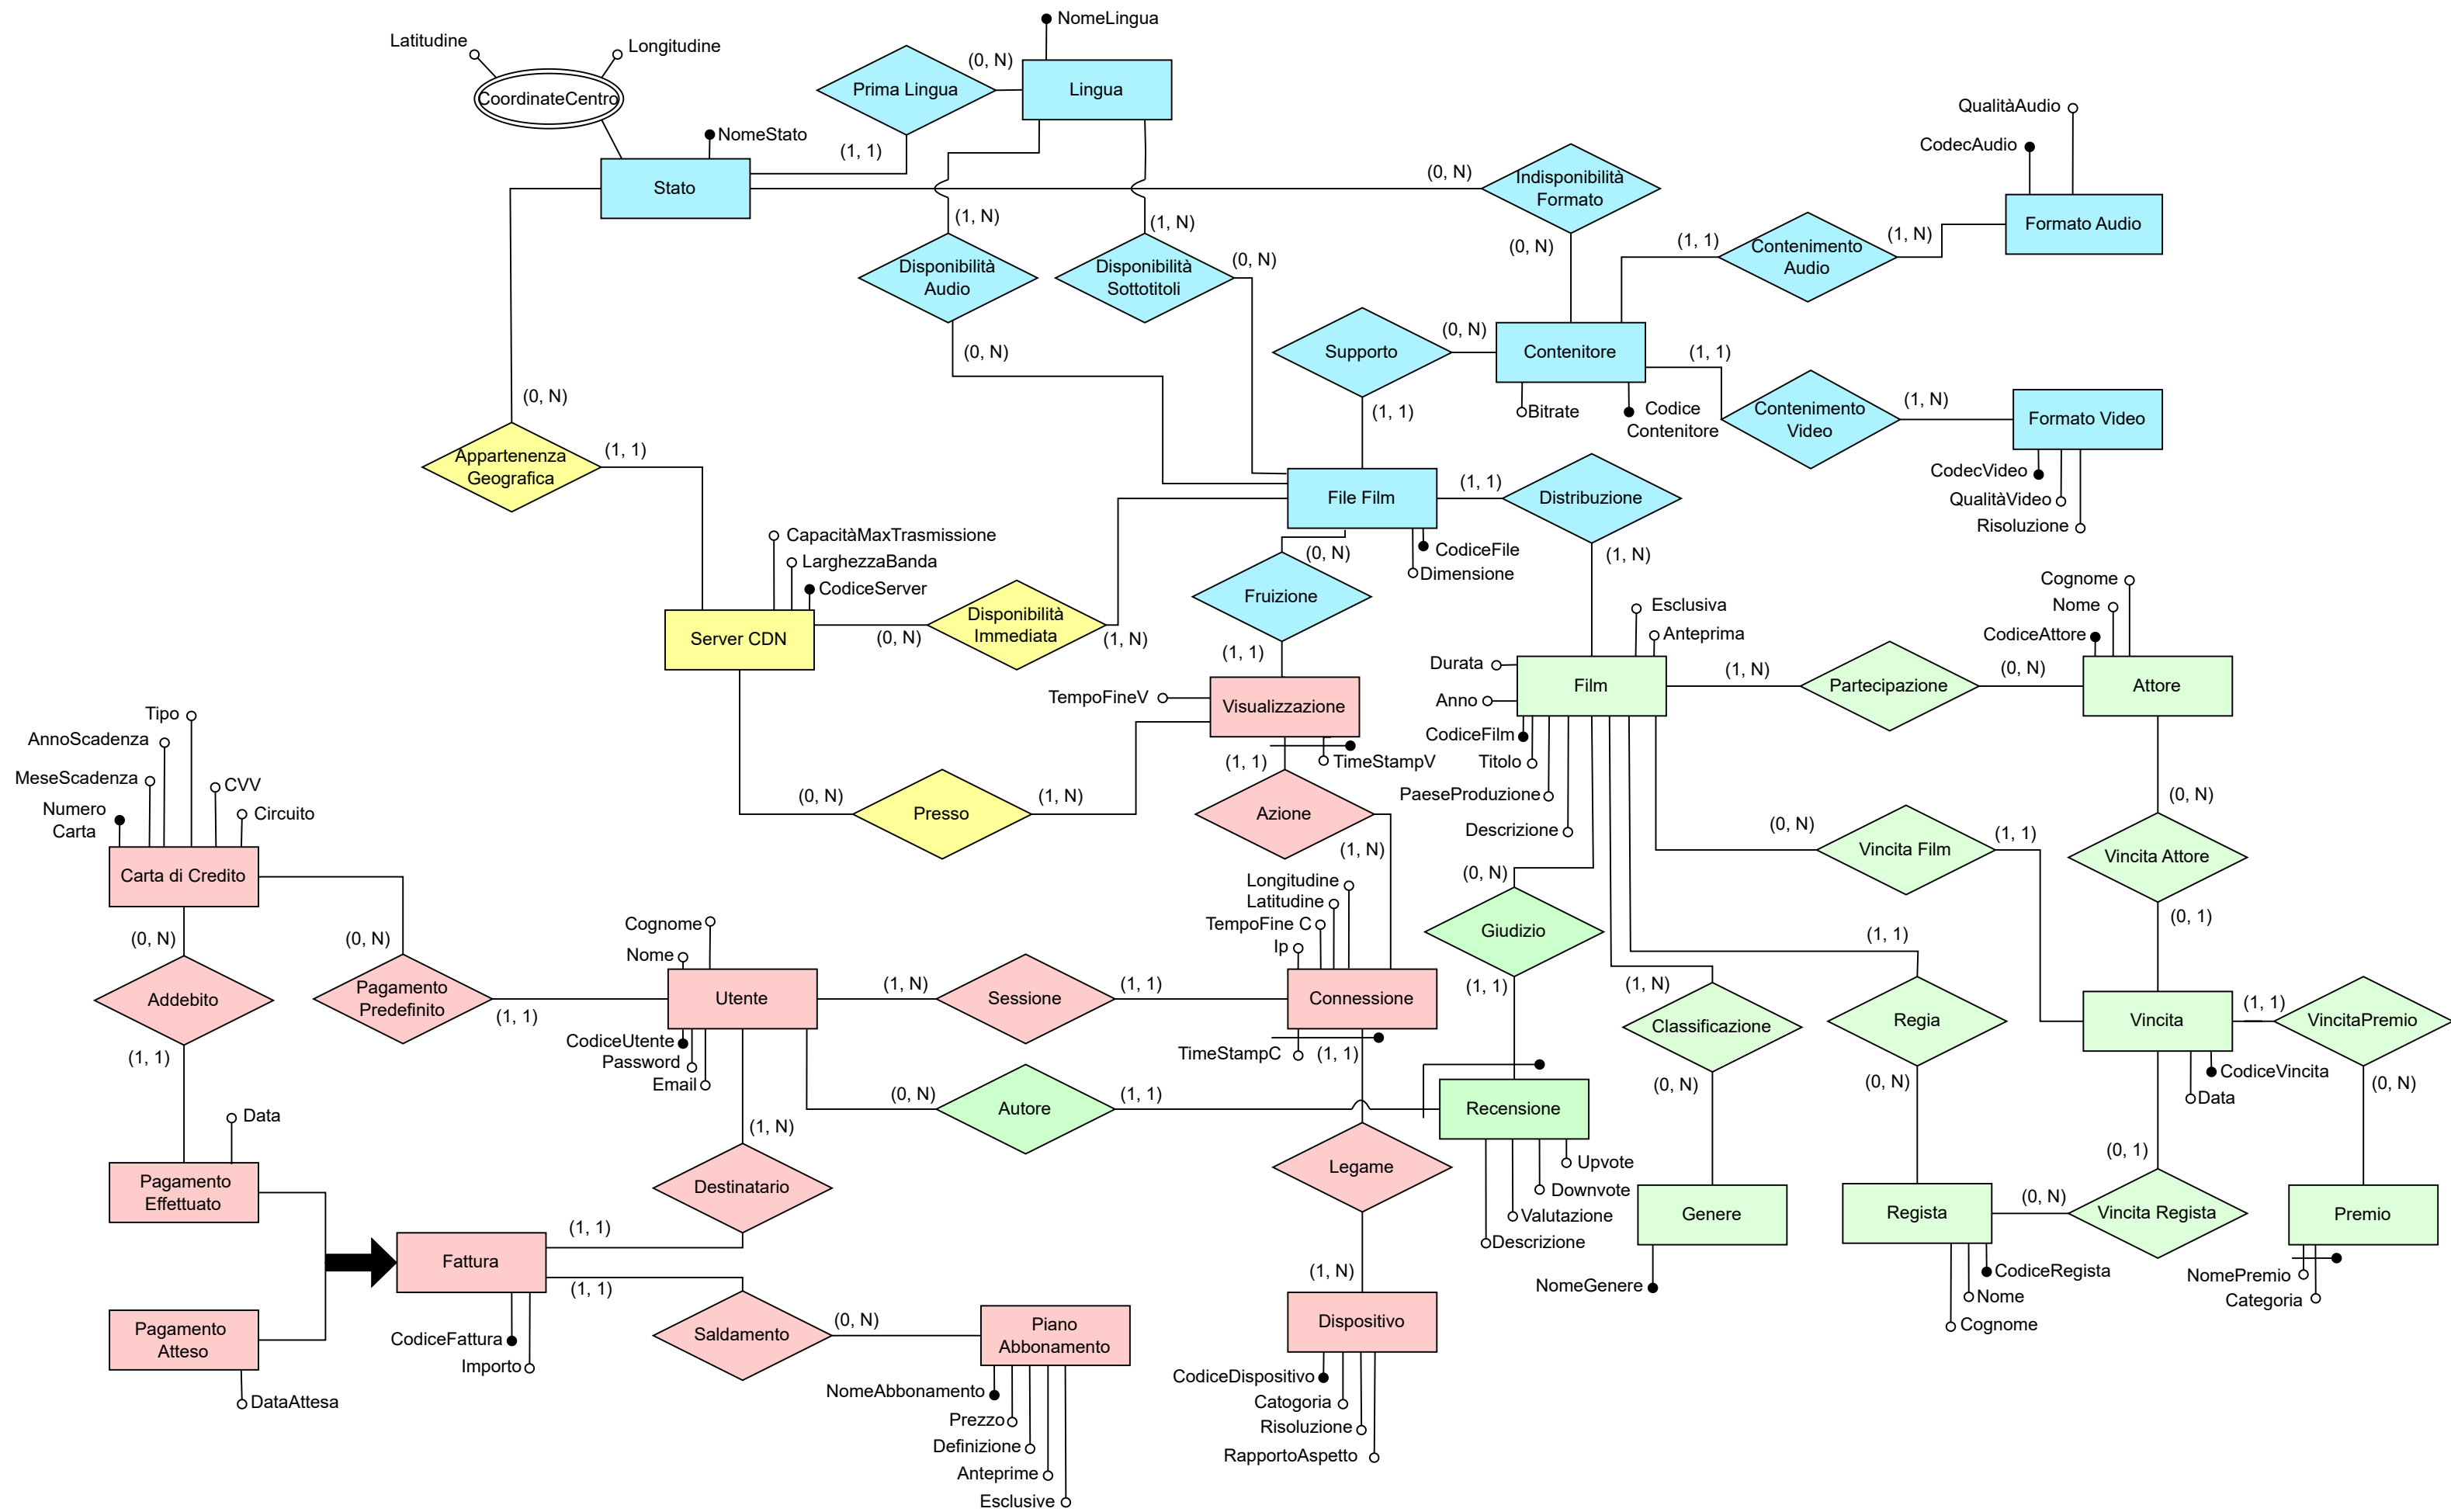 NomeLingua
Latitudine
Longitudine
(0, N)
Prima Lingua
Lingua
CoordinateCentro
QualitàAudio
NomeStato
CodecAudio
(1, 1)
Stato
(0, N)
Indisponibilità
Formato
(1, N)
(1, N)
Formato Audio
(1, 1)
(1, N)
(0, N)
Contenimento
Audio
Disponibilità
Audio
Disponibilità
Sottotitoli
(0, N)
(0, N)
Supporto
(0, N)
Contenitore
(1, 1)
(0, N)
(1, 1)
Bitrate
Codice
Contenitore
Contenimento
Video
(1, N)
Formato Video
Appartenenza
Geografica
(1, 1)
CodecVideo
QualitàVideo
Risoluzione
File Film
(1, 1)
Distribuzione
CapacitàMaxTrasmissione
LarghezzaBanda
CodiceServer
(0, N)
CodiceFile
Dimensione
(1, N)
Fruizione
Cognome
Nome
CodiceAttore
Esclusiva
Anteprima
Server CDN
(0, N)
Disponibilità
Immediata
(1, N)
(1, 1)
Durata
Anno
Film
(1, N)
Partecipazione
(0, N)
Attore
TempoFineV
Visualizzazione
CodiceFilm
Titolo
PaeseProduzione
Descrizione
Tipo
AnnoScadenza
MeseScadenza
Numero
Carta
CVV
Circuito
(1, 1)
TimeStampV
(0, N)
Presso
(1, N)
Azione
(1, N)
(0, N)
(0, N)
Vincita Film
(1, 1)
Vincita Attore
Carta di Credito
Longitudine
Latitudine
TempoFine C
Ip
(0, N)
(0, 1)
Cognome
Nome
(0, N)
(0, N)
Giudizio
(1, 1)
Addebito
Pagamento
Predefinito
(1, 1)
Utente
(1, N)
Sessione
(1, 1)
Connessione
(1, 1)
(1, N)
Classificazione
Regia
Vincita
(1, 1)
VincitaPremio
CodiceUtente
Password
Email
TimeStampC
(1, 1)
(1, 1)
(0, N)
Autore
(1, 1)
Recensione
(0, N)
(0, N)
CodiceVincita
Data
(0, N)
Data
(1, N)
(0, 1)
Pagamento
Effettuato
Destinatario
Legame
Upvote
Downvote
Valutazione
Descrizione
Genere
Regista
(0, N)
Vincita Regista
Premio
(1, 1)
Fattura
(1, 1)
(1, N)
NomeGenere
CodiceRegista
Nome
Cognome
NomePremio
Categoria
Pagamento
Atteso
CodiceFattura
Importo
Saldamento
(0, N)
Piano
Abbonamento
Dispositivo
DataAttesa
NomeAbbonamento
Prezzo
Definizione
Anteprime
Esclusive
CodiceDispositivo
Catogoria
Risoluzione
RapportoAspetto